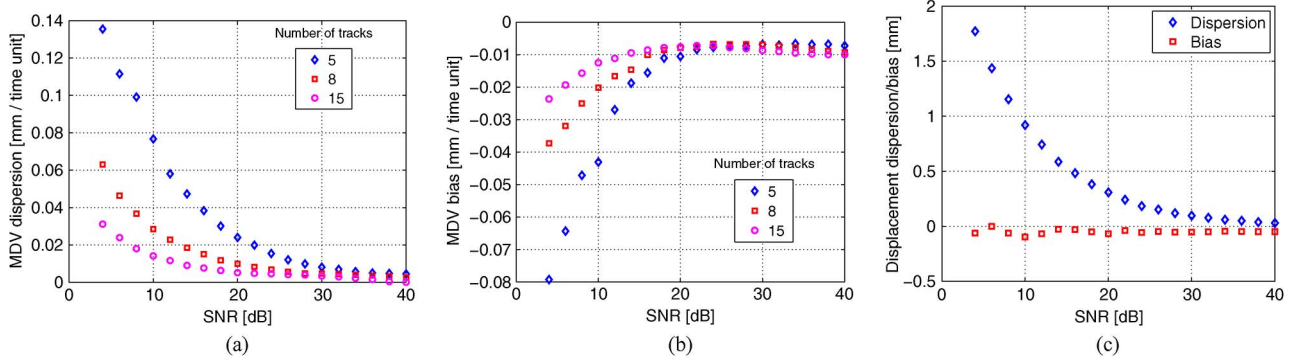 MDV dispersion [mm / time unit]
0.14
0.12
0.1
0.08
0.06
0.04
0.02
0
0 10 20 30 40
SNR [dB]
Number of tracks
5
8
15
(a)
MDV bias [mm / time unit]
−0
−0.01
−0.02
−0.03
−0.04
−0.05
−0.06
−0.07
−0.08
0 10 20 30 40
SNR [dB]
Number of tracks
5
8
15
(b)
Displacement dispersion/bias [mm]
2
1.5
1
0.5
0
−0.5
0 10 20 30 40
SNR [dB]
Dispersion
Bias
(c)